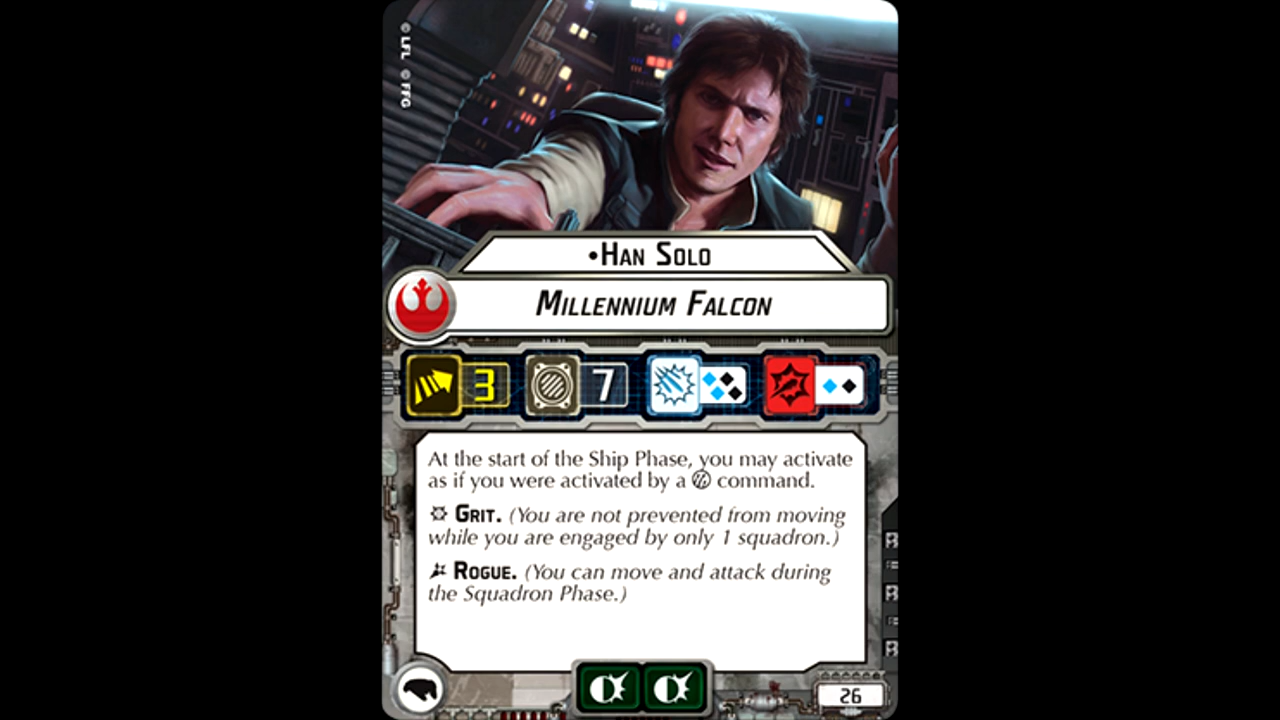 © LFL © FFG
•Han Solo
Millennium Falcon
3 7
At the start of the Ship Phase, you may activate
as if you were activated by a command.
Grit. (You are not prevented from moving
while you are engaged by only 1 squadron.)
Rogue. (You can move and attack during
the Squadron Phase.)
26